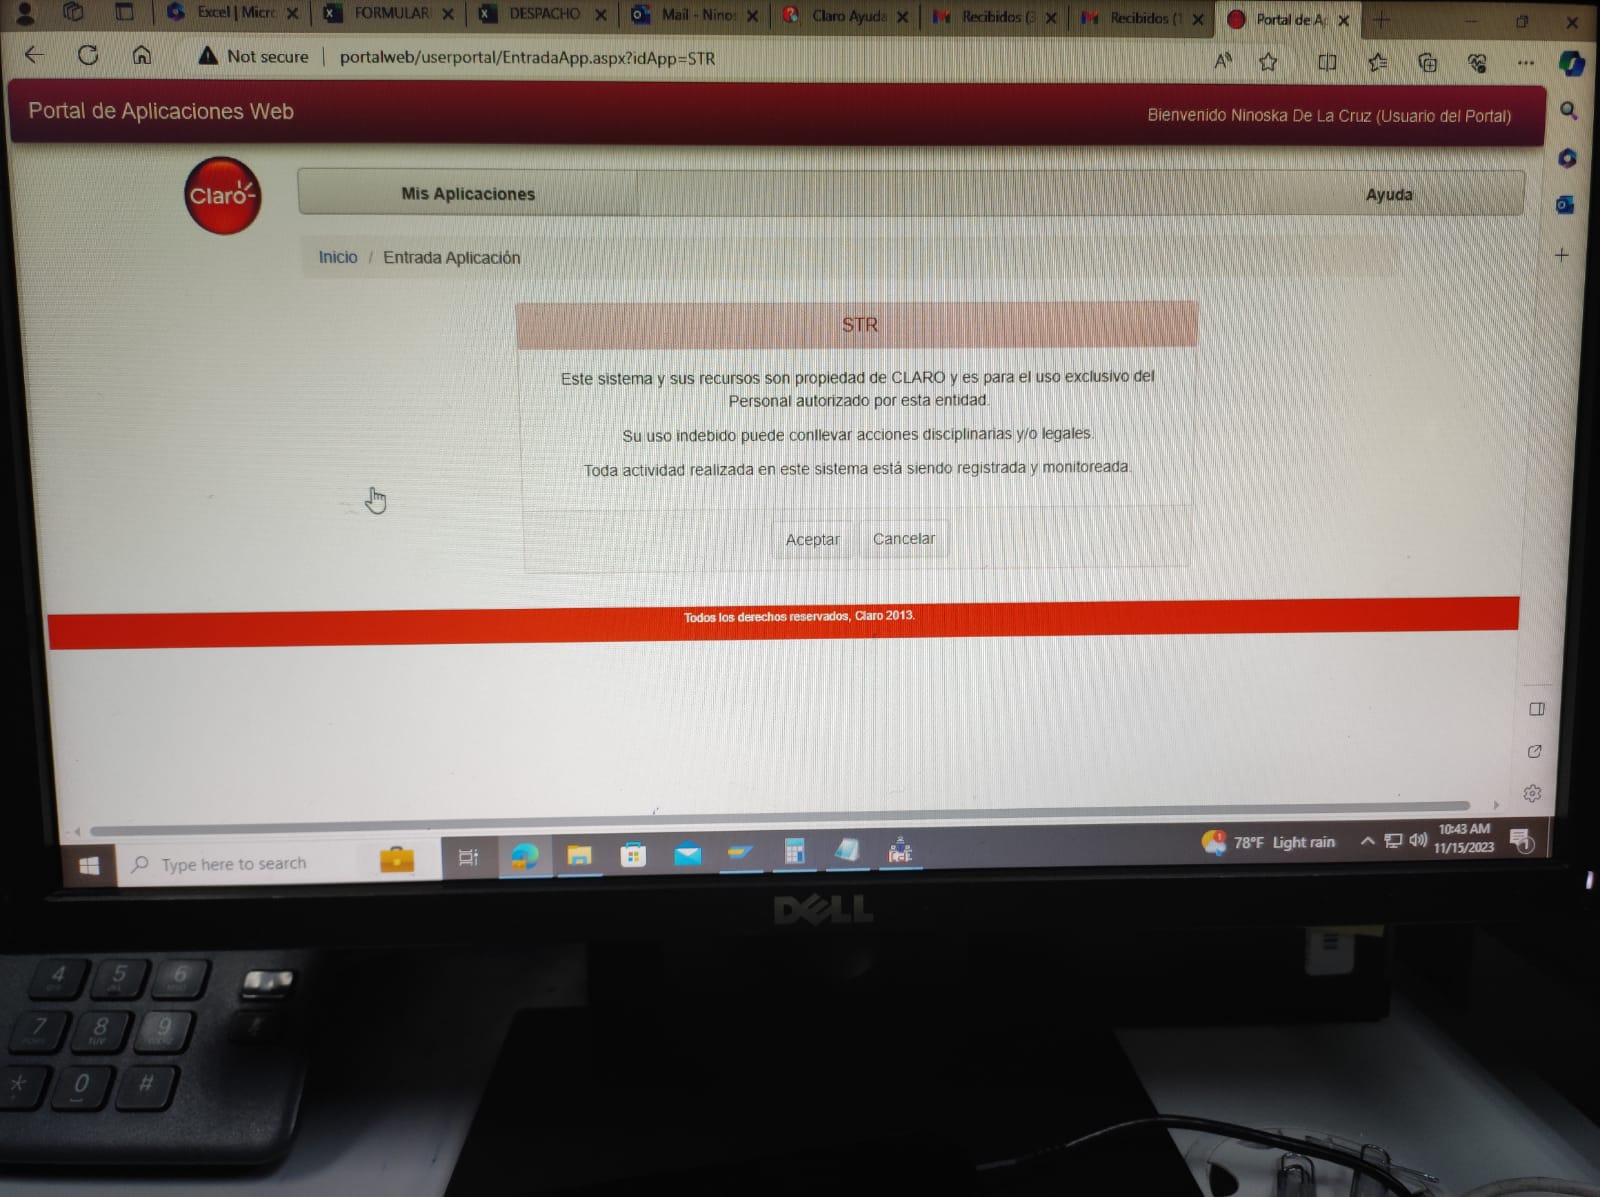 Excel | Micro
FORMULAR
DESPACHO
Mail - Nino
Claro Ayuda
Recibidos (
Recibidos (1
Portal de A
Not secure
portalweb/userportal/EntradaApp.aspx?idApp=STR
Portal de Aplicaciones Web
Bienvenido Ninoska De La Cruz (Usuario del Portal)
Claro
Mis Aplicaciones
Ayuda
Inicio / Entrada Aplicación
STR
Este sistema y sus recursos son propiedad de CLARO y es para el uso exclusivo del
Personal autorizado por esta entidad.
Su uso indebido puede conllevar acciones disciplinarias y/o legales.
Toda actividad realizada en este sistema está siendo registrada y monitoreada.
Aceptar
Cancelar
Todos los derechos reservados, Claro 2013.
Type here to search
78°F Light rain
10:43 AM
11/15/2023
DELL
4 5 6
7 8 9
* 0 #